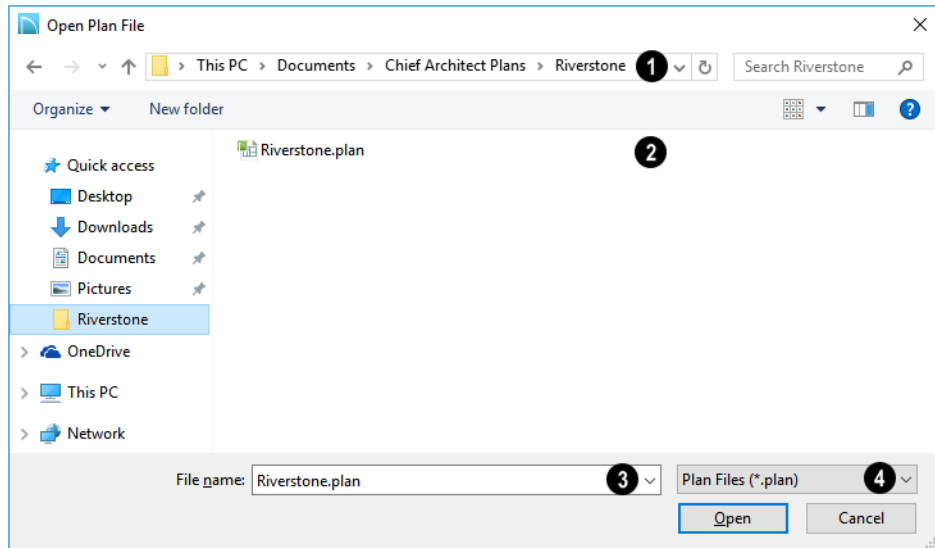 Open Plan File
This PC > Documents > Chief Architect Plans > Riverstone 1 Search Riverstone
Organize New folder ?
Riverstone.plan 2
Quick access
Desktop
Downloads
Documents
Pictures
Riverstone
OneDrive
This PC
Network
File name: Riverstone.plan 3 Plan Files (*.plan) 4
Open Cancel